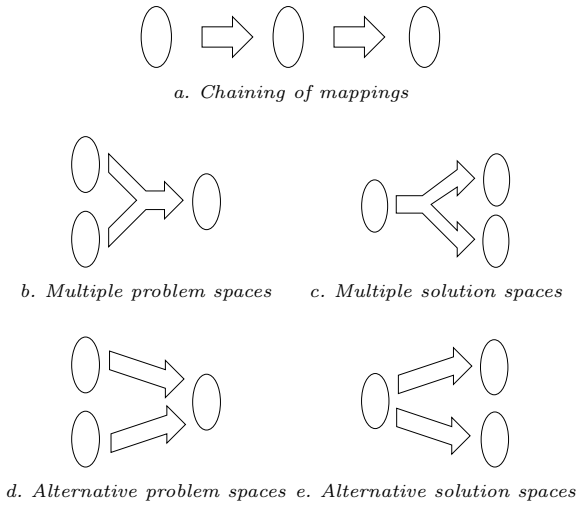 a. Chaining of mappings
b. Multiple problem spaces
c. Multiple solution spaces
d. Alternative problem spaces
e. Alternative solution spaces